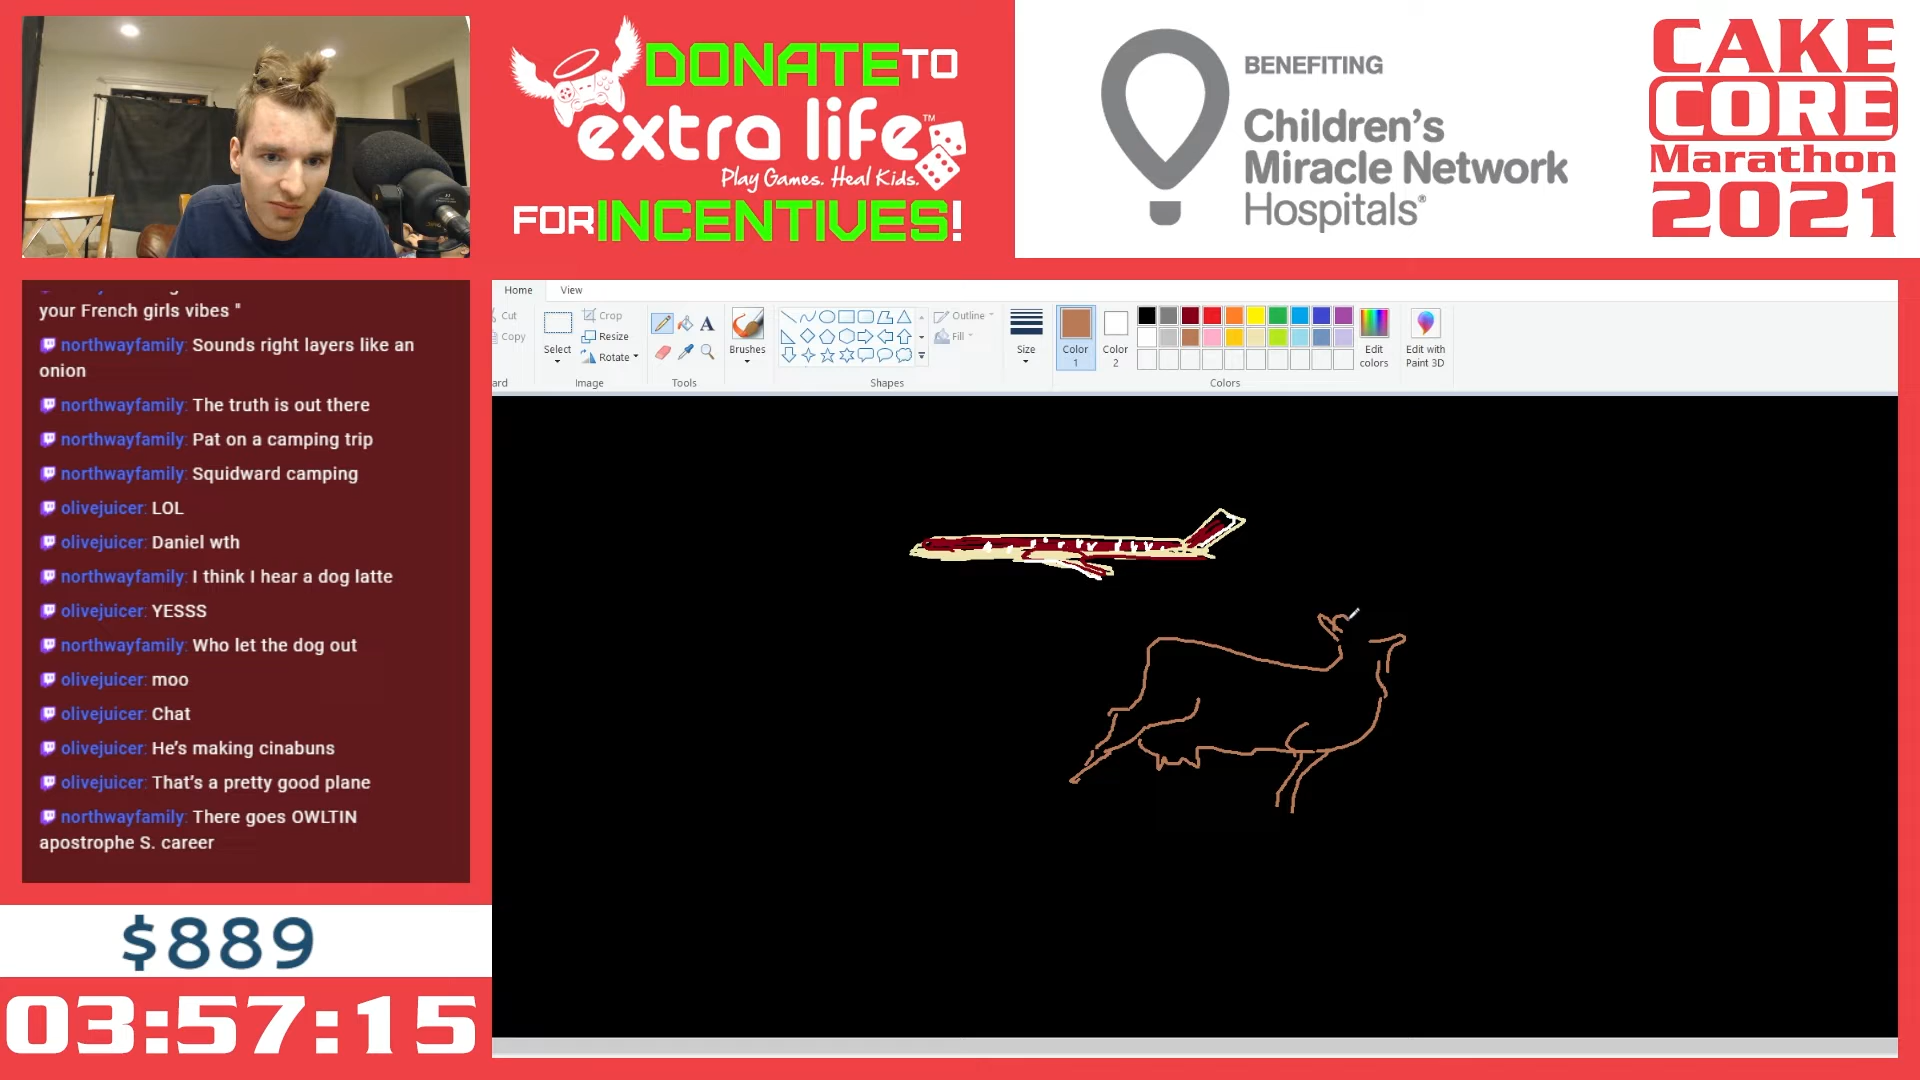 DONATE TO
extra life™
Play Games. Heal Kids.
FOR INCENTIVES!
BENEFITING
Children's
Miracle Network
Hospitals®
CAKE
CORE
Marathon
2021
your French girls vibes "
northwayfamily: Sounds right layers like an
onion
northwayfamily: The truth is out there
northwayfamily: Pat on a camping trip
northwayfamily: Squidward camping
olivejuicer: LOL
olivejuicer: Daniel wth
northwayfamily: I think I hear a dog latte
olivejuicer: YESSS
northwayfamily: Who let the dog out
olivejuicer: moo
olivejuicer: Chat
olivejuicer: He's making cinabuns
olivejuicer: That's a pretty good plane
northwayfamily: There goes OWLTIN
apostrophe S. career
$889
03:57:15
Home View
Cut
Copy
ard
Select
Crop
Resize
Rotate
Image
A
Tools
Brushes
Outline
Fill
Shapes
Size
Color
1
Color
2
Colors
Edit
colors
Edit with
Paint 3D